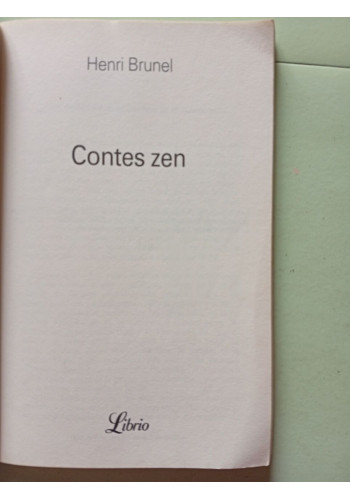 Henri Brunel
Contes zen
Librio